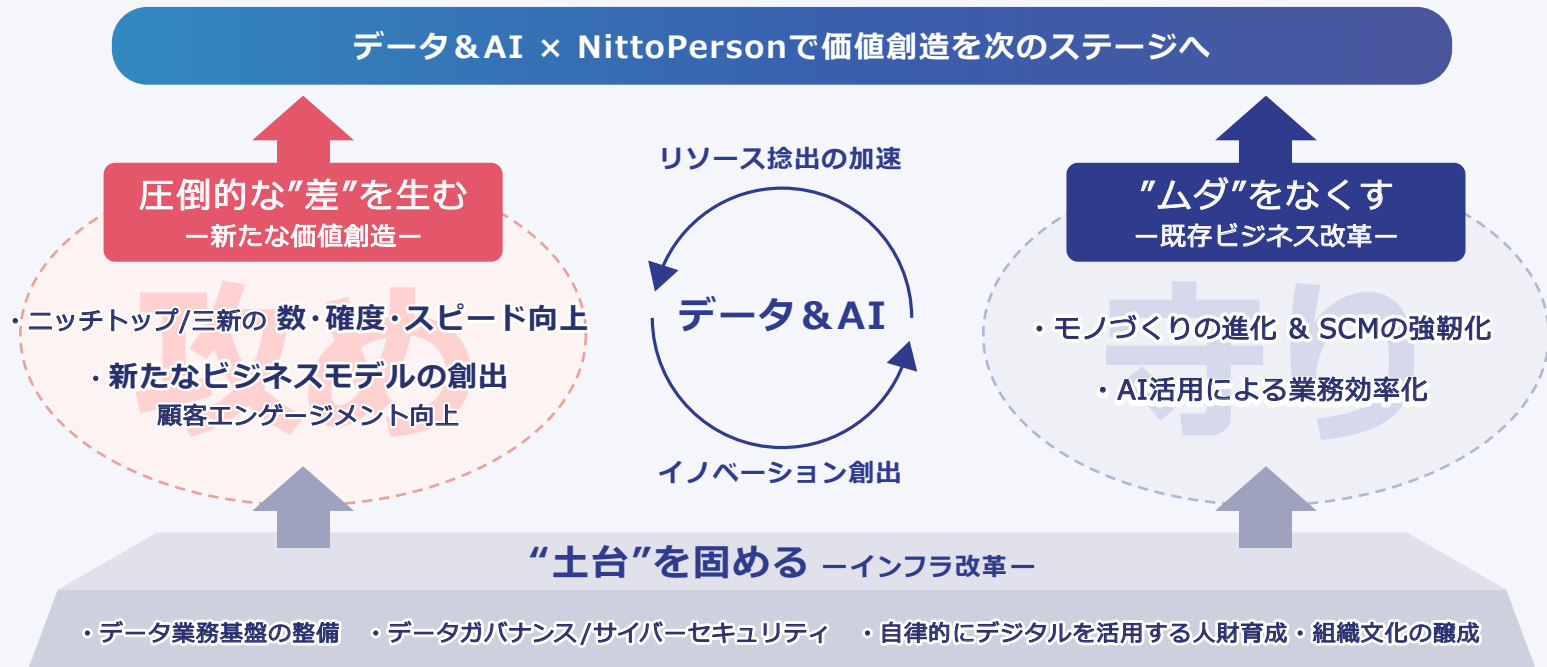 データ＆AI × NittoPersonで価値創造を次のステージへ
圧倒的な”差”を生む
ー新たな価値創造ー
攻め
・ニッチトップ/三新の 数・確度・スピード向上
・新たなビジネスモデルの創出
顧客エンゲージメント向上
リソース捻出の加速
データ＆AI
イノベーション創出
”ムダ”をなくす
ー既存ビジネス改革ー
守り
・モノづくりの進化 & SCMの強靭化
・AI活用による業務効率化
“土台”を固める ーインフラ改革ー
・データ業務基盤の整備 ・データガバナンス/サイバーセキュリティ ・自律的にデジタルを活用する人財育成・組織文化の醸成